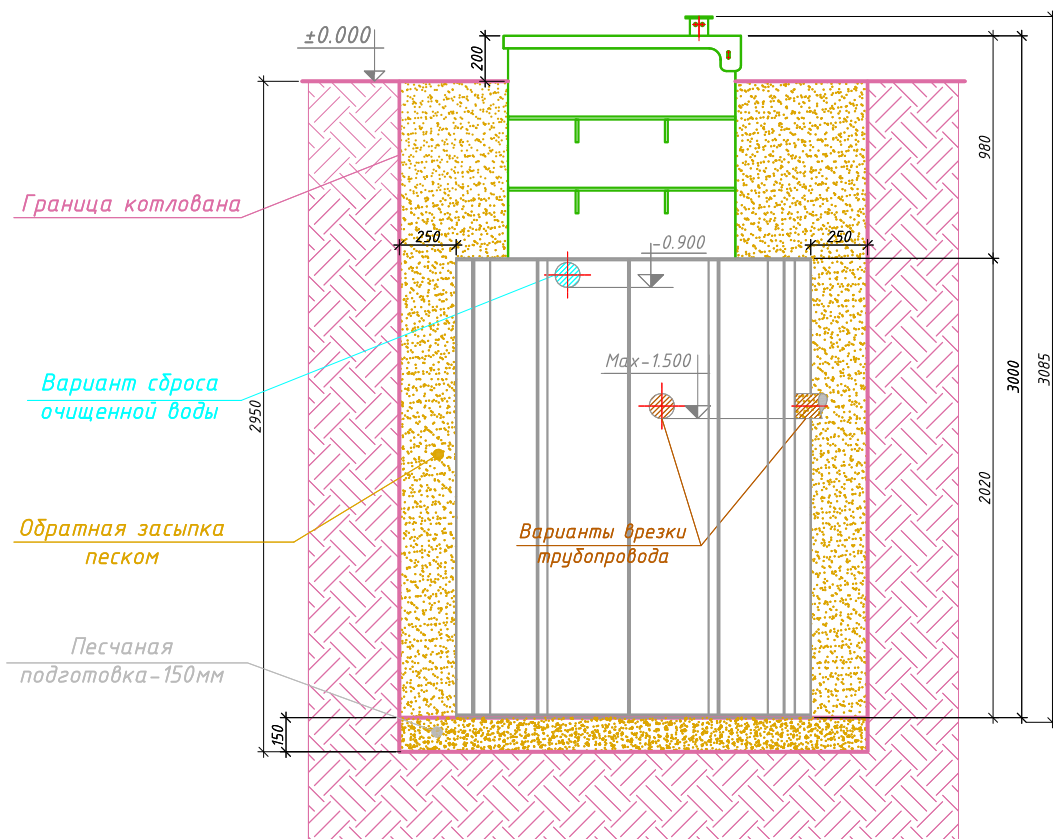 ±0.000
200
980
Граница котлована
250
-0.900
250
Вариант сброса
очищенной воды
Max-1.500
3000
3085
2950
2020
Обратная засыпка
песком
Варианты врезки
трубопровода
Песчаная
подготовка-150мм
150